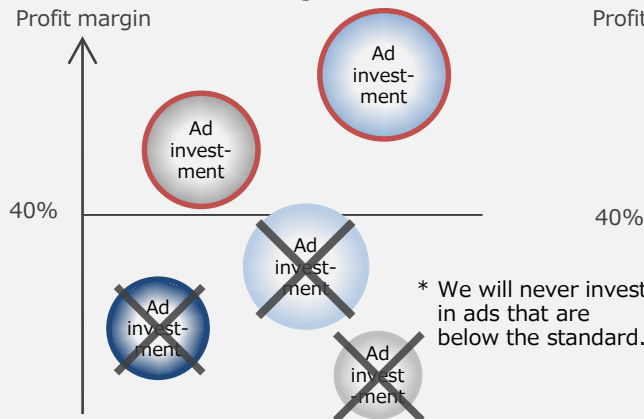 Profit margin
Profit
Ad
invest-
ment
Ad
invest-
ment
40%
40%
Ad
invest-
ment
* We will never invest
in ads that are
below the standard.
Ad
invest-
ment
Ad
invest
-ment